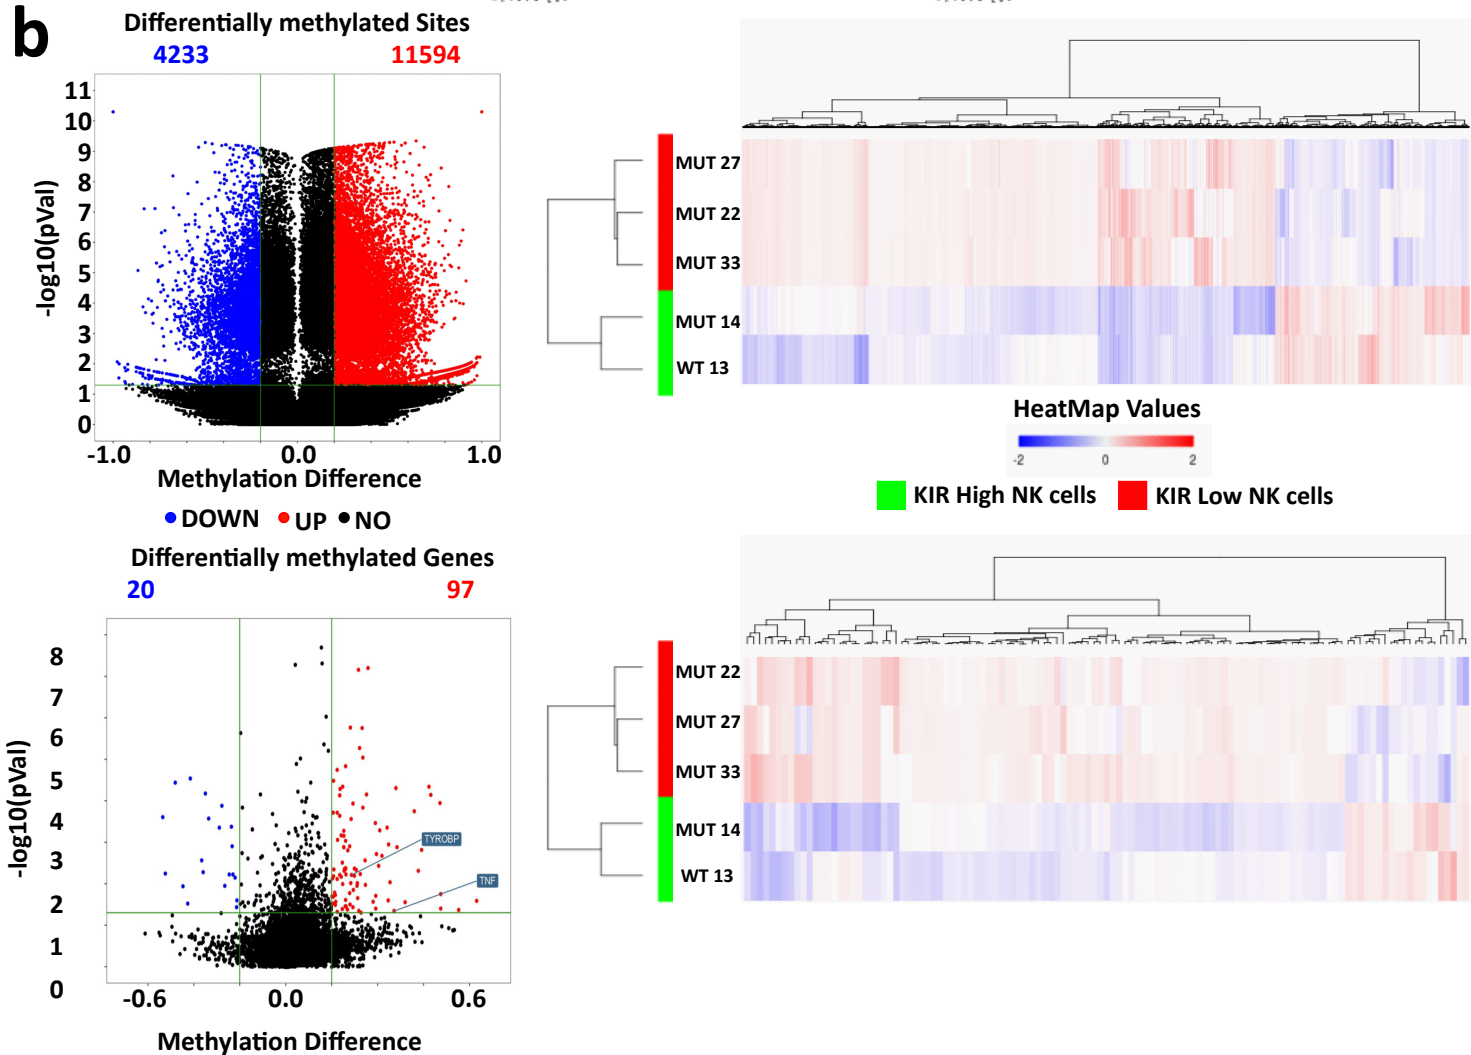 b
Differentially methylated Sites
4233
11594
11
10
9
8
7
6
5
4
3
2
1
0
-log10(pVal)
-1.0
0.0
1.0
Methylation Difference
DOWN
UP
NO
MUT 27
MUT 22
MUT 33
MUT 14
WT 13
HeatMap Values
-2
0
2
KIR High NK cells
KIR Low NK cells
Differentially methylated Genes
20
97
8
7
6
5
4
3
2
1
0
-log10(pVal)
TYROBP
TNF
-0.6
0.0
0.6
Methylation Difference
MUT 22
MUT 27
MUT 33
MUT 14
WT 13